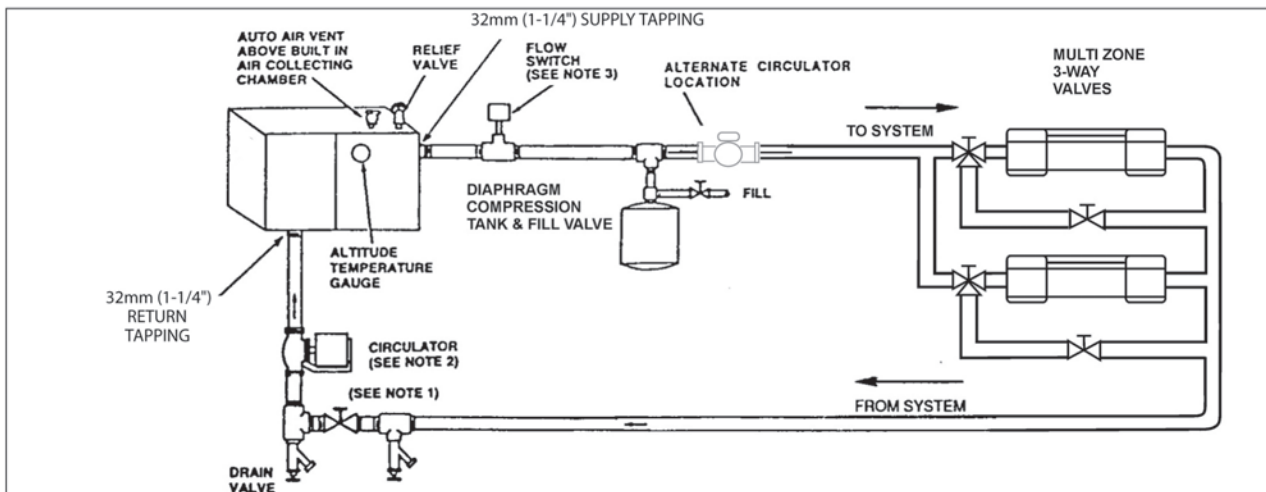 32mm (1-1/4") SUPPLY TAPPING
AUTO AIR VENT
ABOVE BUILT IN
AIR COLLECTING
CHAMBER
RELIEF
VALVE
FLOW
SWITCH
(SEE NOTE 3)
ALTERNATE CIRCULATOR
LOCATION
MULTI ZONE
3-WAY
VALVES
TO SYSTEM
DIAPHRAGM
COMPRESSION
TANK & FILL VALVE
FILL
ALTITUDE
TEMPERATURE
GAUGE
32mm (1-1/4")
RETURN
TAPPING
CIRCULATOR
(SEE NOTE 2)
(SEE NOTE 1)
FROM SYSTEM
DRAIN
VALVE